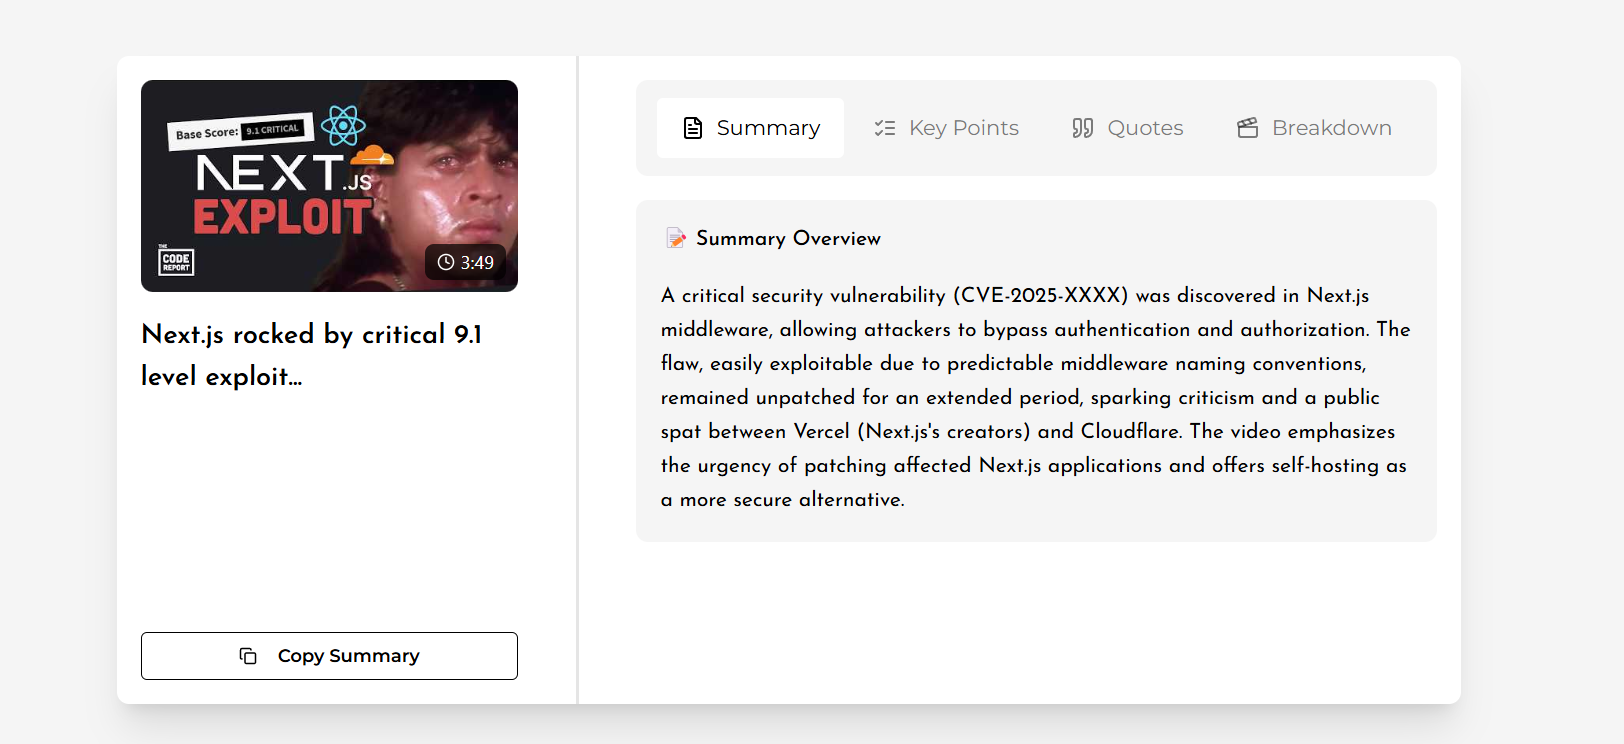 Base Score: 9.1 CRITICAL
NEXT.JS
EXPLOIT
THE
CODE
REPORT
3:49
Next.js rocked by critical 9.1
level exploit...
Copy Summary
Summary
Key Points
Quotes
Breakdown
Summary Overview
A critical security vulnerability (CVE-2025-XXXX) was discovered in Next.js
middleware, allowing attackers to bypass authentication and authorization. The
flaw, easily exploitable due to predictable middleware naming conventions,
remained unpatched for an extended period, sparking criticism and a public
spat between Vercel (Next.js's creators) and Cloudflare. The video emphasizes
the urgency of patching affected Next.js applications and offers self-hosting as
a more secure alternative.